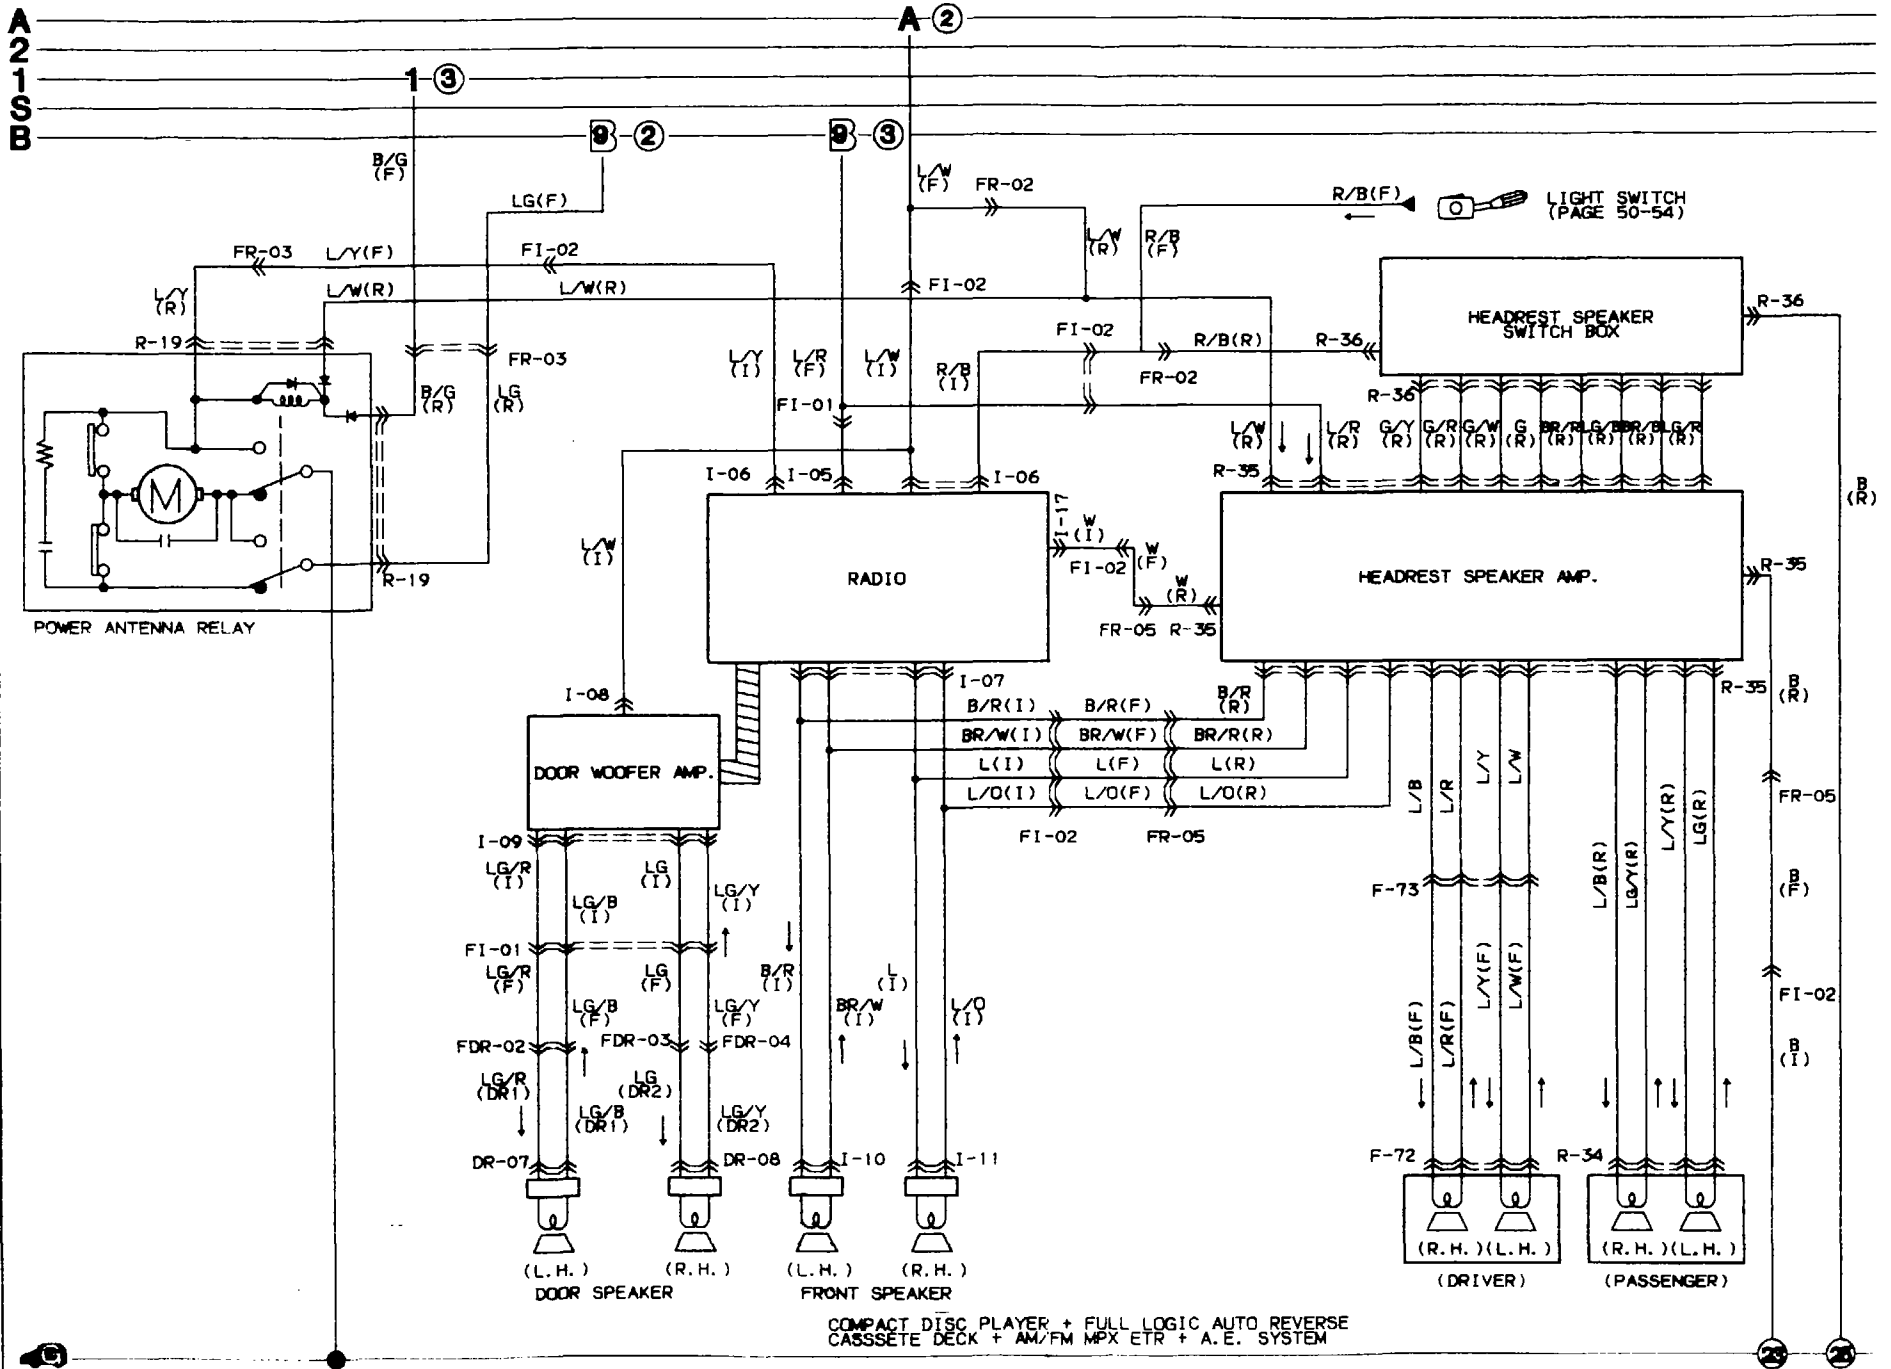 A
A ②
2
1
1 ③
S
B
9 ②
B ③
B/G
(F)
LG(F)
L/W
(F)
FR-02
R/B(F)
LIGHT SWITCH
(PAGE 50-54)
FR-03
L/Y(F)
FI-02
L/W
(R)
R/B
(F)
L/Y
(R)
L/W(R)
L/W(R)
FI-02
R-36
HEADREST SPEAKER
SWITCH BOX
R-19
FR-03
L/Y
(I)
L/R
(F)
L/W
(I)
R/B
(I)
FI-02
R/B(R)
R-36
FR-02
B/G
(R)
LG
(R)
FI-01
R-36
L/W
(R)
L/R
(R)
G/Y
(R)
G/R
(R)
G/W
(R)
G
(R)
BR/R
(R)
LG/B
(R)
BR/B
(R)
LG/R
(R)
I-06
I-05
I-06
R-35
B
(R)
M
I-17
W
(I)
L/W
(I)
FI-02
W
(F)
RADIO
HEADREST SPEAKER AMP.
R-35
R-19
W
(R)
FR-05
R-35
POWER ANTENNA RELAY
I-08
I-07
R-35
B
(R)
B/R(I)
B/R(F)
B/R
(R)
BR/W(I)
BR/W(F)
BR/R(R)
DOOR WOOFER AMP.
L(I)
L(F)
L(R)
L/O(I)
L/O(F)
L/O(R)
L/B
L/R
L/Y
L/W
FR-05
FI-02
FR-05
I-09
LG/R
(I)
LG
(I)
LG/Y
(I)
LG/B
(I)
L/B(R)
LG/Y(R)
L/Y(R)
LG(R)
F-73
B
(F)
FI-01
LG/R
(F)
LG
(F)
B/R
(I)
L
(I)
LG/B
(F)
LG/Y
(F)
BR/W
(I)
L/O
(I)
L/Y(F)
L/W(F)
FI-02
FDR-02
FDR-03
FDR-04
L/B(F)
L/R(F)
B
(I)
LG/R
(DR1)
LG
(DR2)
LG/B
(DR1)
LG/Y
(DR2)
DR-07
DR-08
I-10
I-11
F-72
R-34
(L.H.)
(R.H.)
(L.H.)
(R.H.)
(R.H.)(L.H.)
(R.H.)(L.H.)
DOOR SPEAKER
FRONT SPEAKER
(DRIVER)
(PASSENGER)
COMPACT DISC PLAYER + FULL LOGIC AUTO REVERSE
CASSSETE DECK + AM/FM MPX ETR + A.E. SYSTEM
G
23